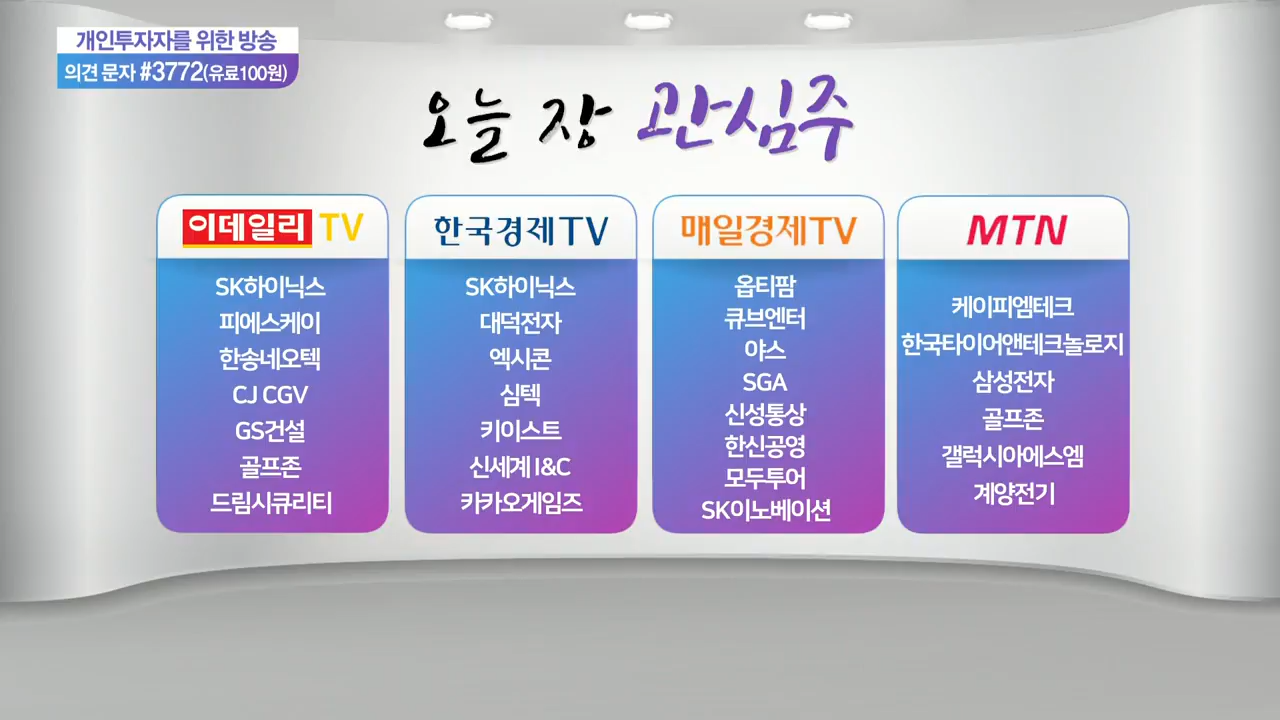 개인투자자를 위한 방송
의견 문자 #3772(유료100원)
오늘 장 관심주
이데일리 TV
SK하이닉스
피에스케이
한송네오텍
CJ CGV
GS건설
골프존
드림시큐리티
한국경제TV
SK하이닉스
대덕전자
엑시콘
심텍
키이스트
신세계 I&C
카카오게임즈
매일경제TV
옵티팜
큐브엔터
야스
SGA
신성통상
한신공영
모두투어
SK이노베이션
MTN
케이피엠테크
한국타이어앤테크놀로지
삼성전자
골프존
갤럭시아에스엠
계양전기